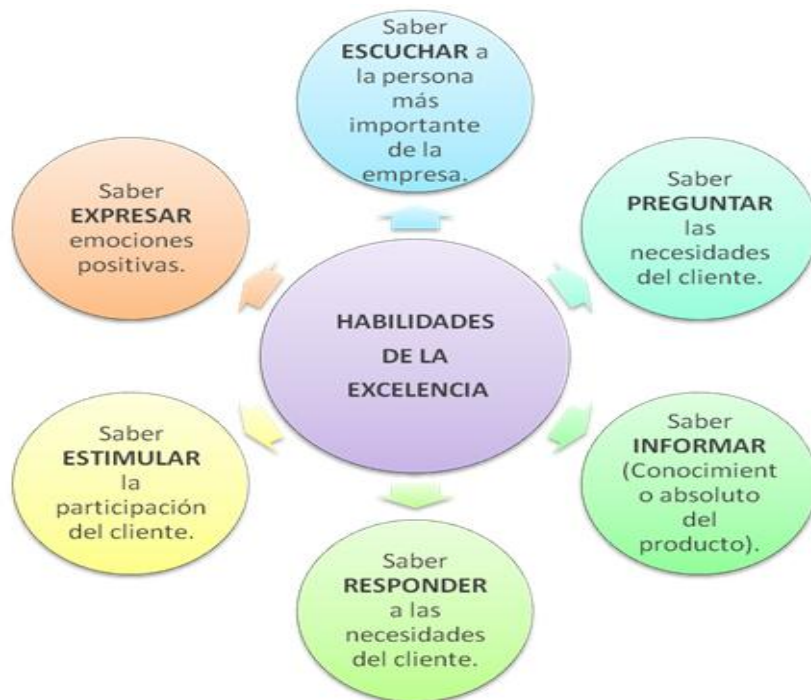 Saber
ESCUCHAR a
la persona
más
importante
de la
empresa.
Saber
PREGUNTAR
las
necesidades
del cliente.
Saber
INFORMAR
(Conocimient
o absoluto
del
producto).
Saber
RESPONDER
a las
necesidades
del cliente.
Saber
ESTIMULAR
la
participación
del cliente.
Saber
EXPRESAR
emociones
positivas.
HABILIDADES
DE LA
EXCELENCIA